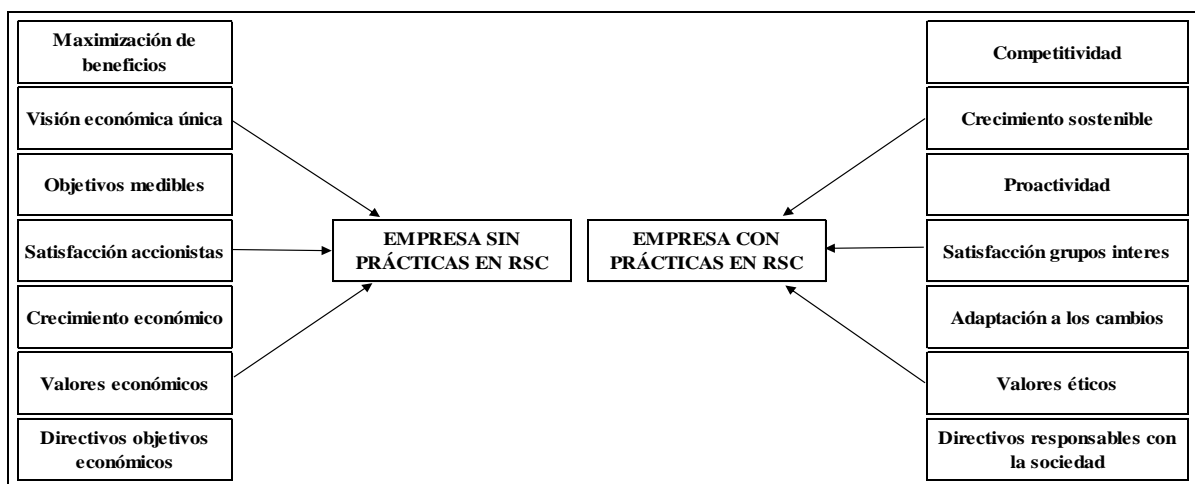 Maximización de
beneficios
Visión económica única
Objetivos medibles
Satisfacción accionistas
Crecimiento económico
Valores económicos
Directivos objetivos
económicos
EMPRESA SIN
PRÁCTICAS EN RSC
EMPRESA CON
PRÁCTICAS EN RSC
Competitividad
Crecimiento sostenible
Proactividad
Satisfacción grupos interes
Adaptación a los cambios
Valores éticos
Directivos responsables con
la sociedad